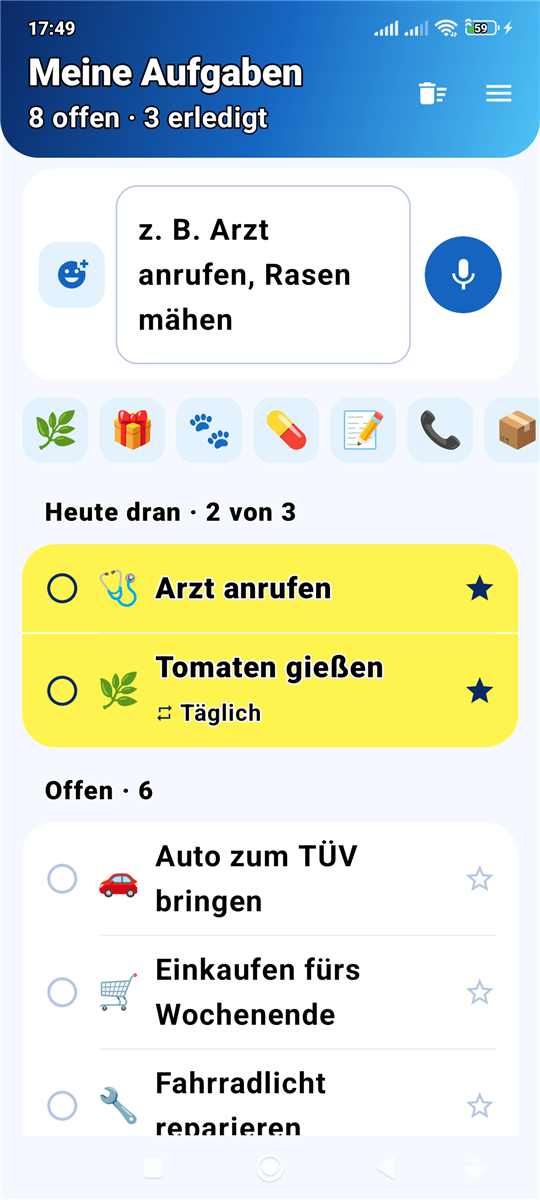 17:49
59
Meine Aufgaben
8 offen · 3 erledigt
z. B. Arzt
anrufen, Rasen
mähen
Heute dran · 2 von 3
Arzt anrufen
Tomaten gießen
Täglich
Offen · 6
Auto zum TÜV
bringen
Einkaufen fürs
Wochenende
Fahrradlicht
reparieren